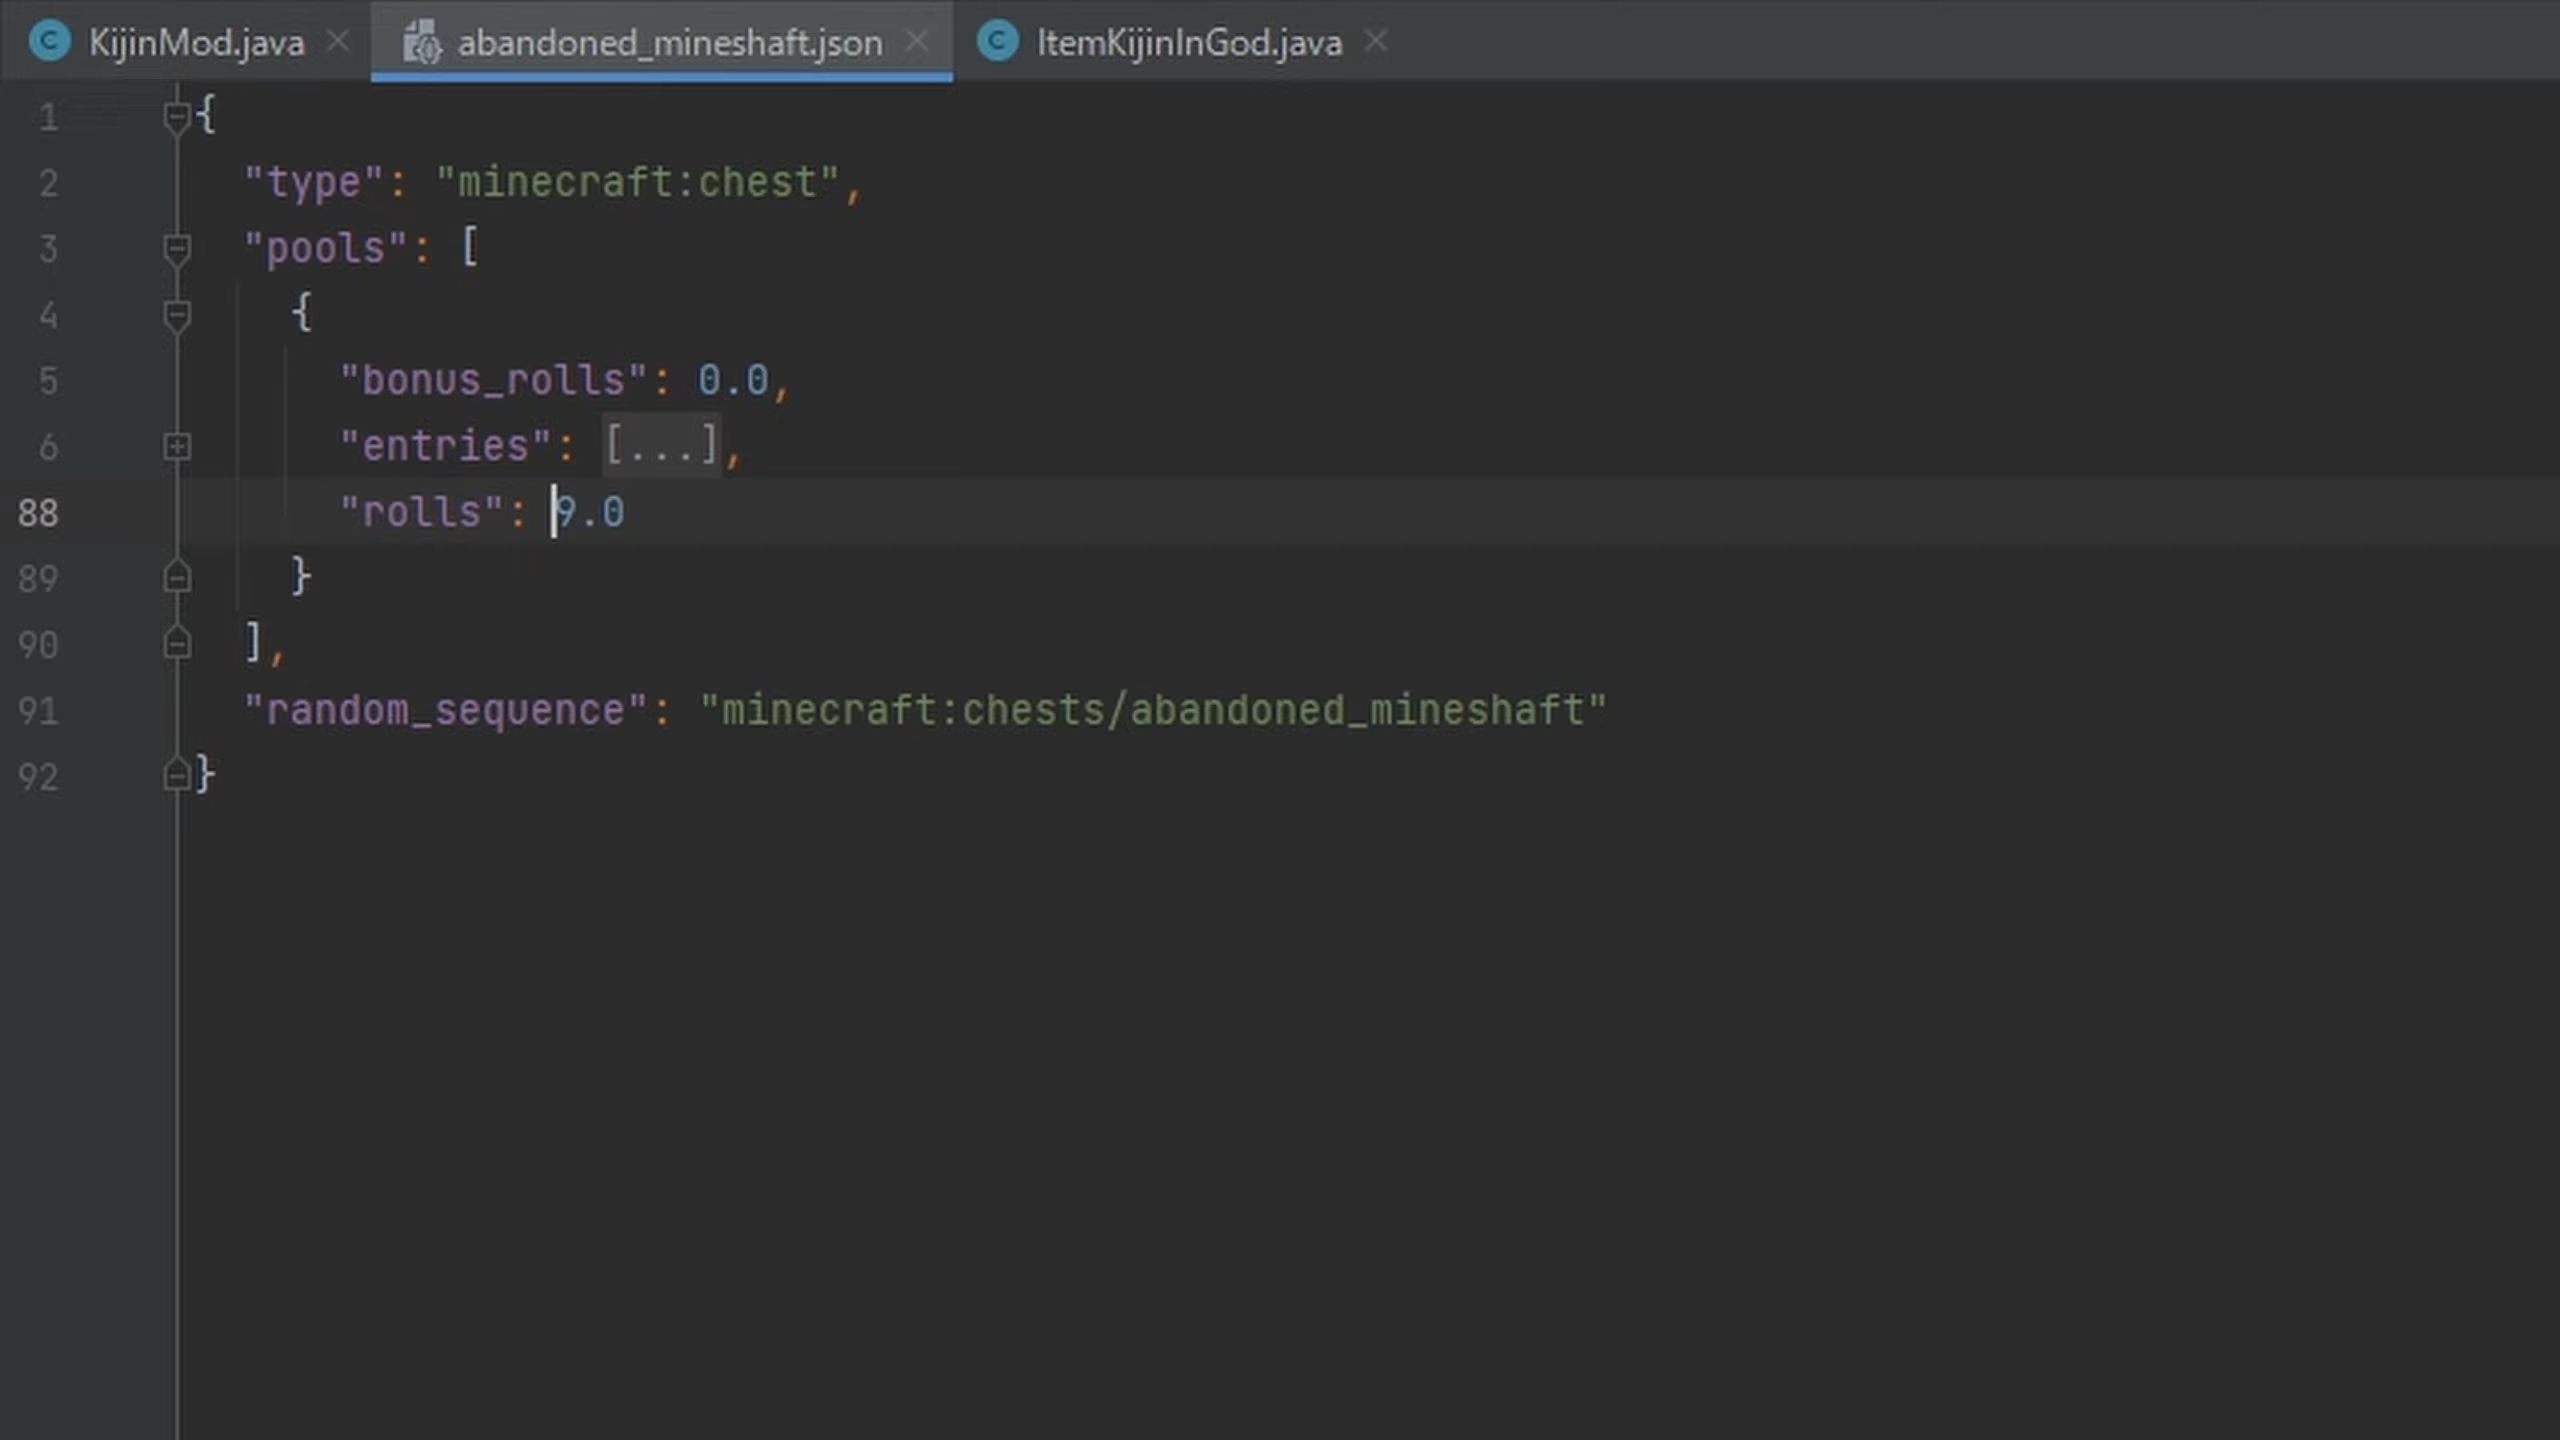 KijinMod.java abandoned_mineshaft.json ItemKijinInGod.java
1 {
2 "type": "minecraft:chest",
3 "pools": [
4 {
5 "bonus_rolls": 0.0,
6 "entries": [...],
88 "rolls": 9.0
89 }
90 ],
91 "random_sequence": "minecraft:chests/abandoned_mineshaft"
92 }